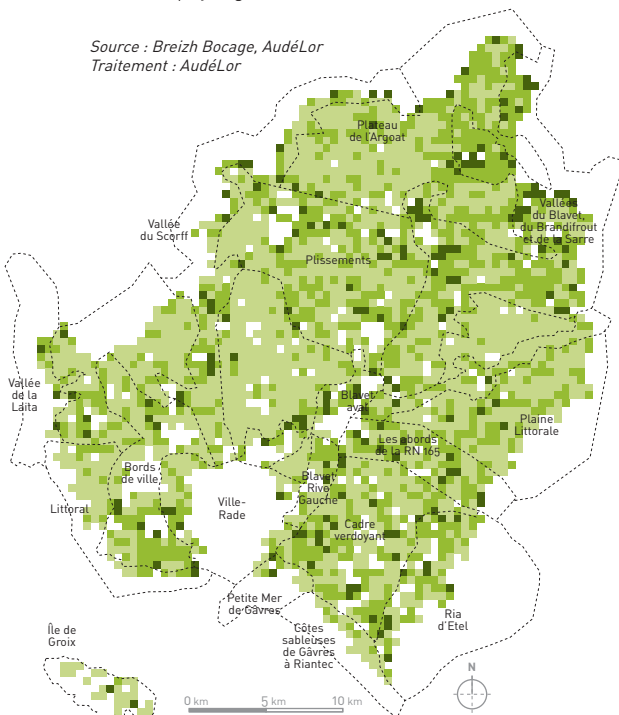 Source : Breizh Bocage, AudéLor
Traitement : AudéLor
Plateau
de l'Argoat
Vallées
du Blavet,
du Brandifrout
et de la Sarre
Vallée
du Scorff
Plissements
Vallée
de la
Laïta
Blavet
aval
Plaine
Littorale
Les abords
de la RN 165
Bords
de ville
Blavet
Rive
Gauche
Littoral
Ville-
Rade
Cadre
verdoyant
Petite Mer
de Gâvres
Ria
d'Etel
Côtes
sableuses
de Gâvres
à Riantec
Île de
Groix
N
0 km 5 km 10 km